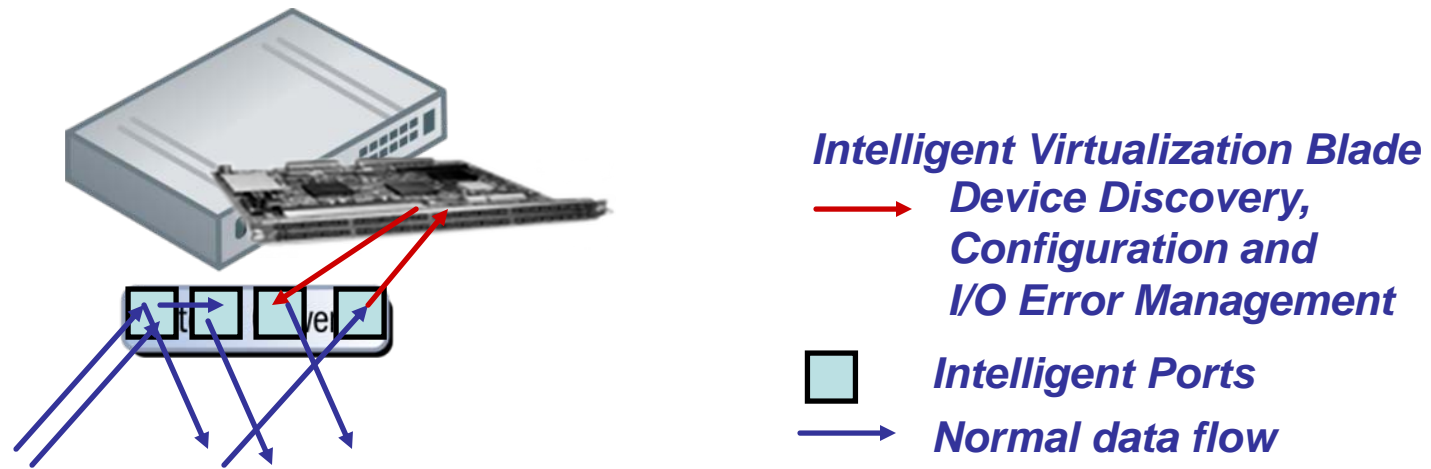 Intelligent Virtualization Blade
Device Discovery,
Configuration and
I/O Error Management
Intelligent Ports
Normal data flow